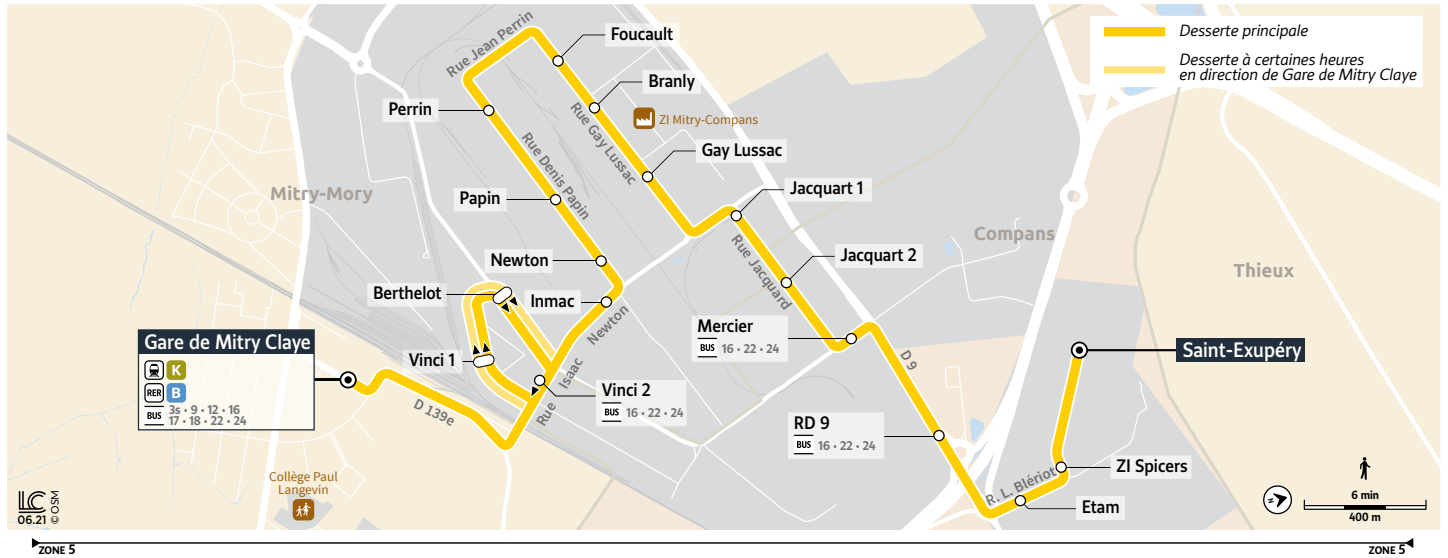 Desserte principale
Desserte à certaines heures
en direction de Gare de Mitry Claye
Foucault
Rue Jean Perrin
Branly
Perrin
Rue Gay Lussac
ZI Mitry-Compans
Gay Lussac
Rue Denis Papin
Mitry-Mory
Papin
Jacquart 1
Compans
Rue Jacquard
Jacquart 2
Thieux
Newton
Berthelot
Inmac
Newton
Mercier
BUS 16 • 22 • 24
Gare de Mitry Claye
K
RER B
BUS 3s • 9 • 12 • 16
17 • 18 • 22 • 24
Vinci 1
Rue Isaac
Vinci 2
BUS 16 • 22 • 24
D 139e
D 9
Saint-Exupéry
RD 9
BUS 16 • 22 • 24
ZI Spicers
R. L. Blériot
Etam
Collège Paul
Langevin
LC
06.21
© OSM
N
6 min
400 m
ZONE 5
ZONE 5